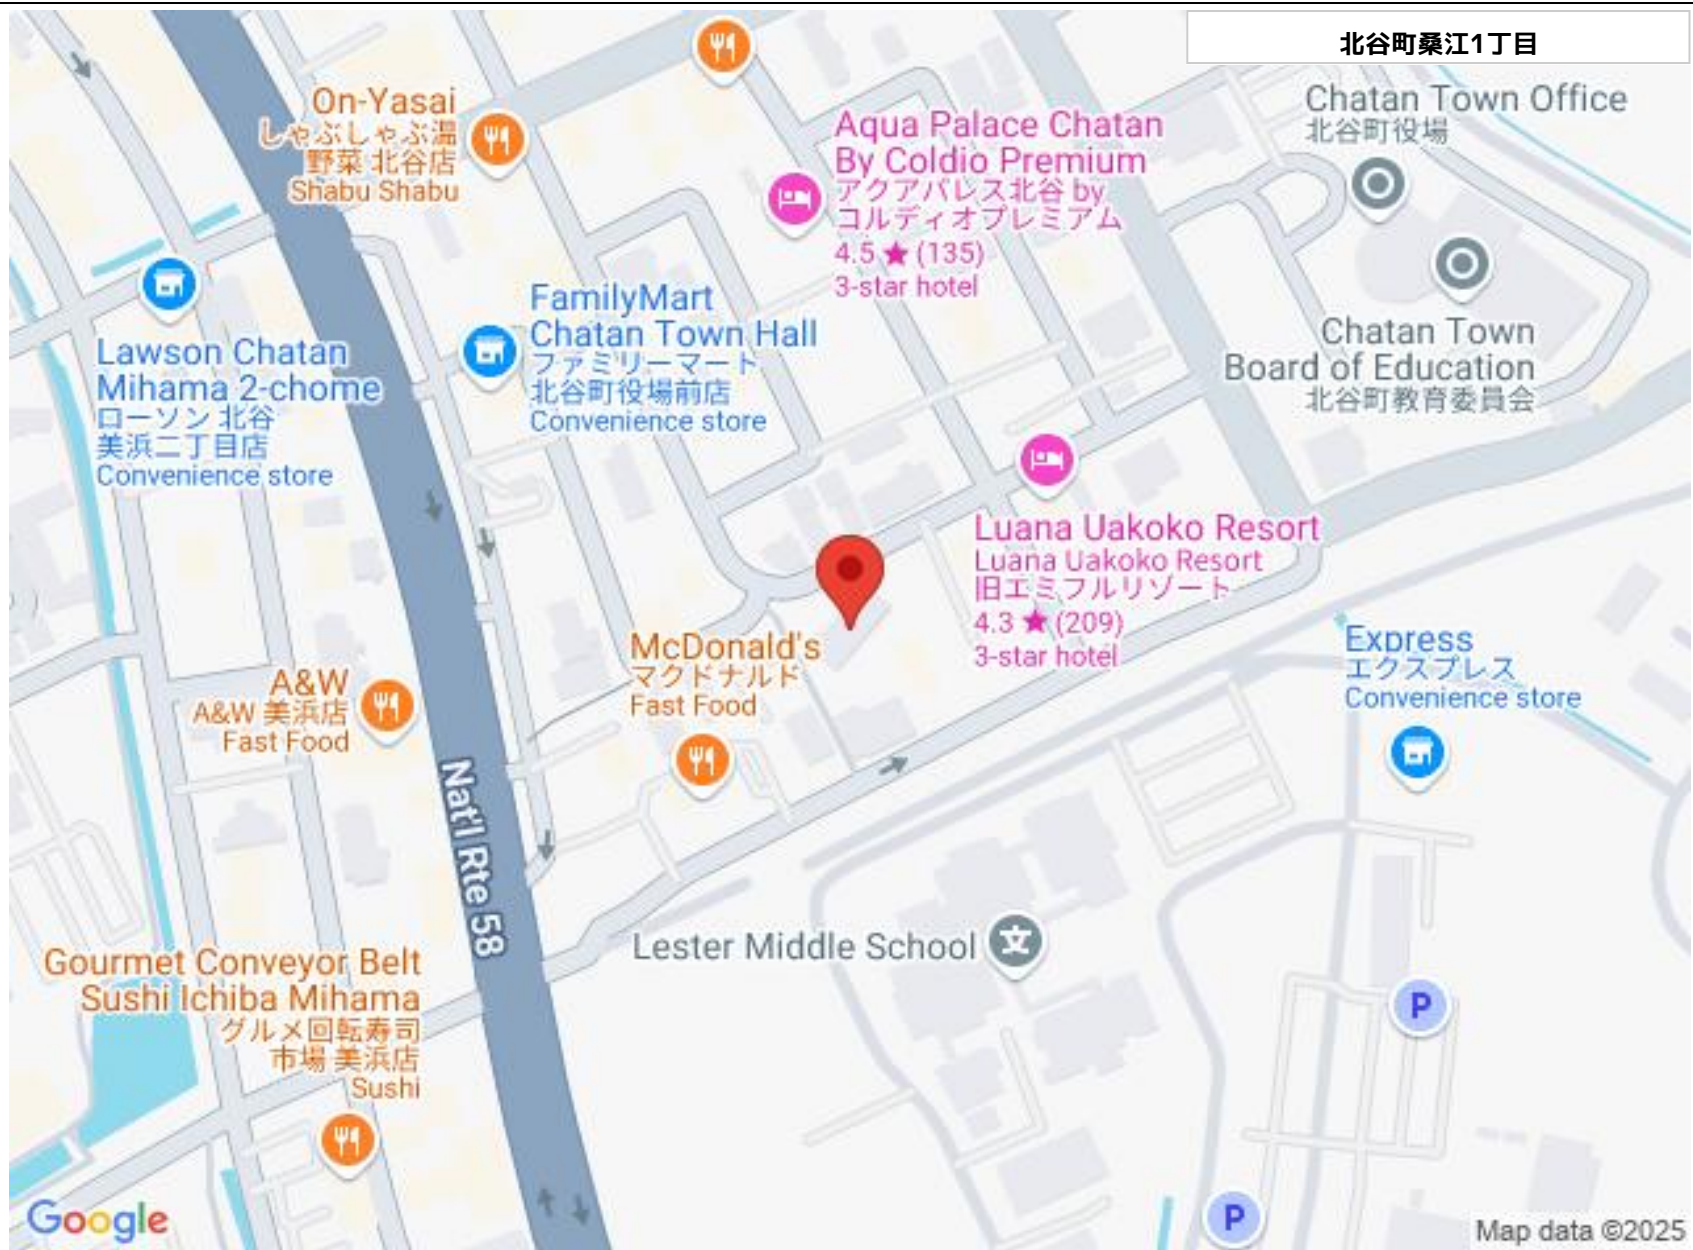 北谷町桑江1丁目
On-Yasai
しゃぶしゃぶ温
野菜 北谷店
Shabu Shabu
Aqua Palace Chatan
By Coldio Premium
アクアパレス北谷 by
コルディオプレミアム
4.5 ★ (135)
3-star hotel
Chatan Town Office
北谷町役場
Chatan Town
Board of Education
北谷町教育委員会
FamilyMart
Chatan Town Hall
ファミリーマート
北谷町役場前店
Convenience store
Lawson Chatan
Mihama 2-chome
ローソン 北谷
美浜二丁目店
Convenience store
Luana Uakoko Resort
Luana Uakoko Resort
旧エミフルリゾート
4.3 ★ (209)
3-star hotel
McDonald's
マクドナルド
Fast Food
Express
エクスプレス
Convenience store
A&W
A&W 美浜店
Fast Food
Nat'l Rte 58
Lester Middle School
文
Gourmet Conveyor Belt
Sushi Ichiba Mihama
グルメ回転寿司
市場 美浜店
Sushi
P
P
Google
Map data ©2025